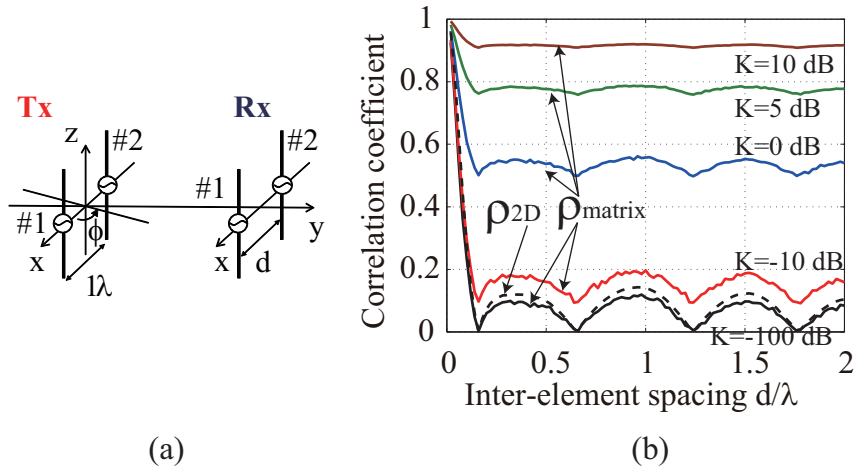 Tx
Rx
z
#2
#2
#1
#1
ϕ
y
x
x
d
1λ
(a)
Correlation coefficient
1
0.8
0.6
0.4
0.2
0
K=10 dB
K=5 dB
K=0 dB
ρ2D
ρmatrix
K=-10 dB
K=-100 dB
0
0.5
1
1.5
2
Inter-element spacing d/λ
(b)